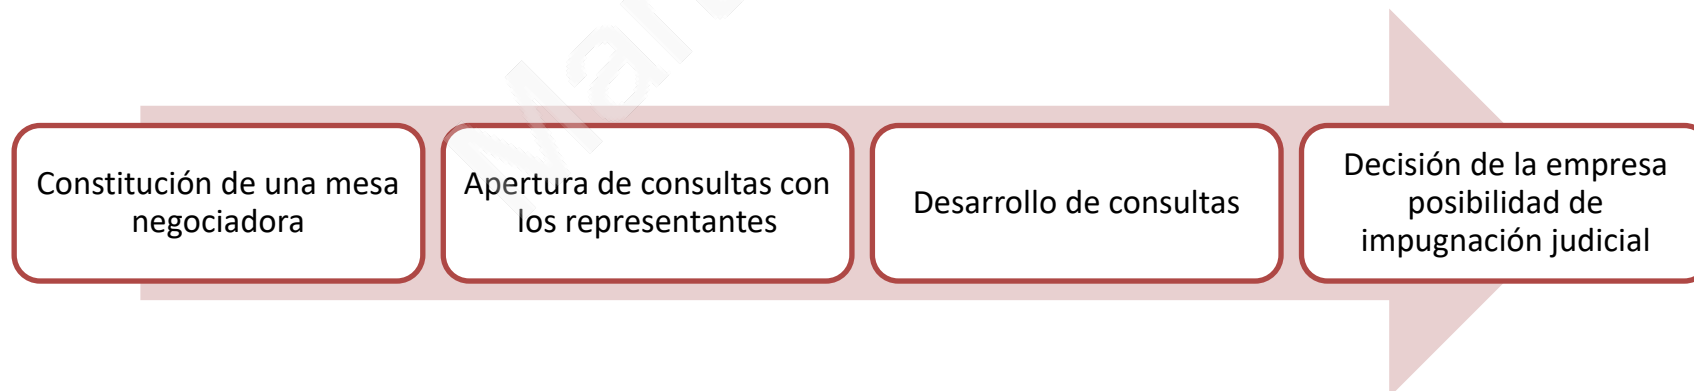 Constitución de una mesa
negociadora
Apertura de consultas con
los representantes
Desarrollo de consultas
Decisión de la empresa
posibilidad de
impugnación judicial